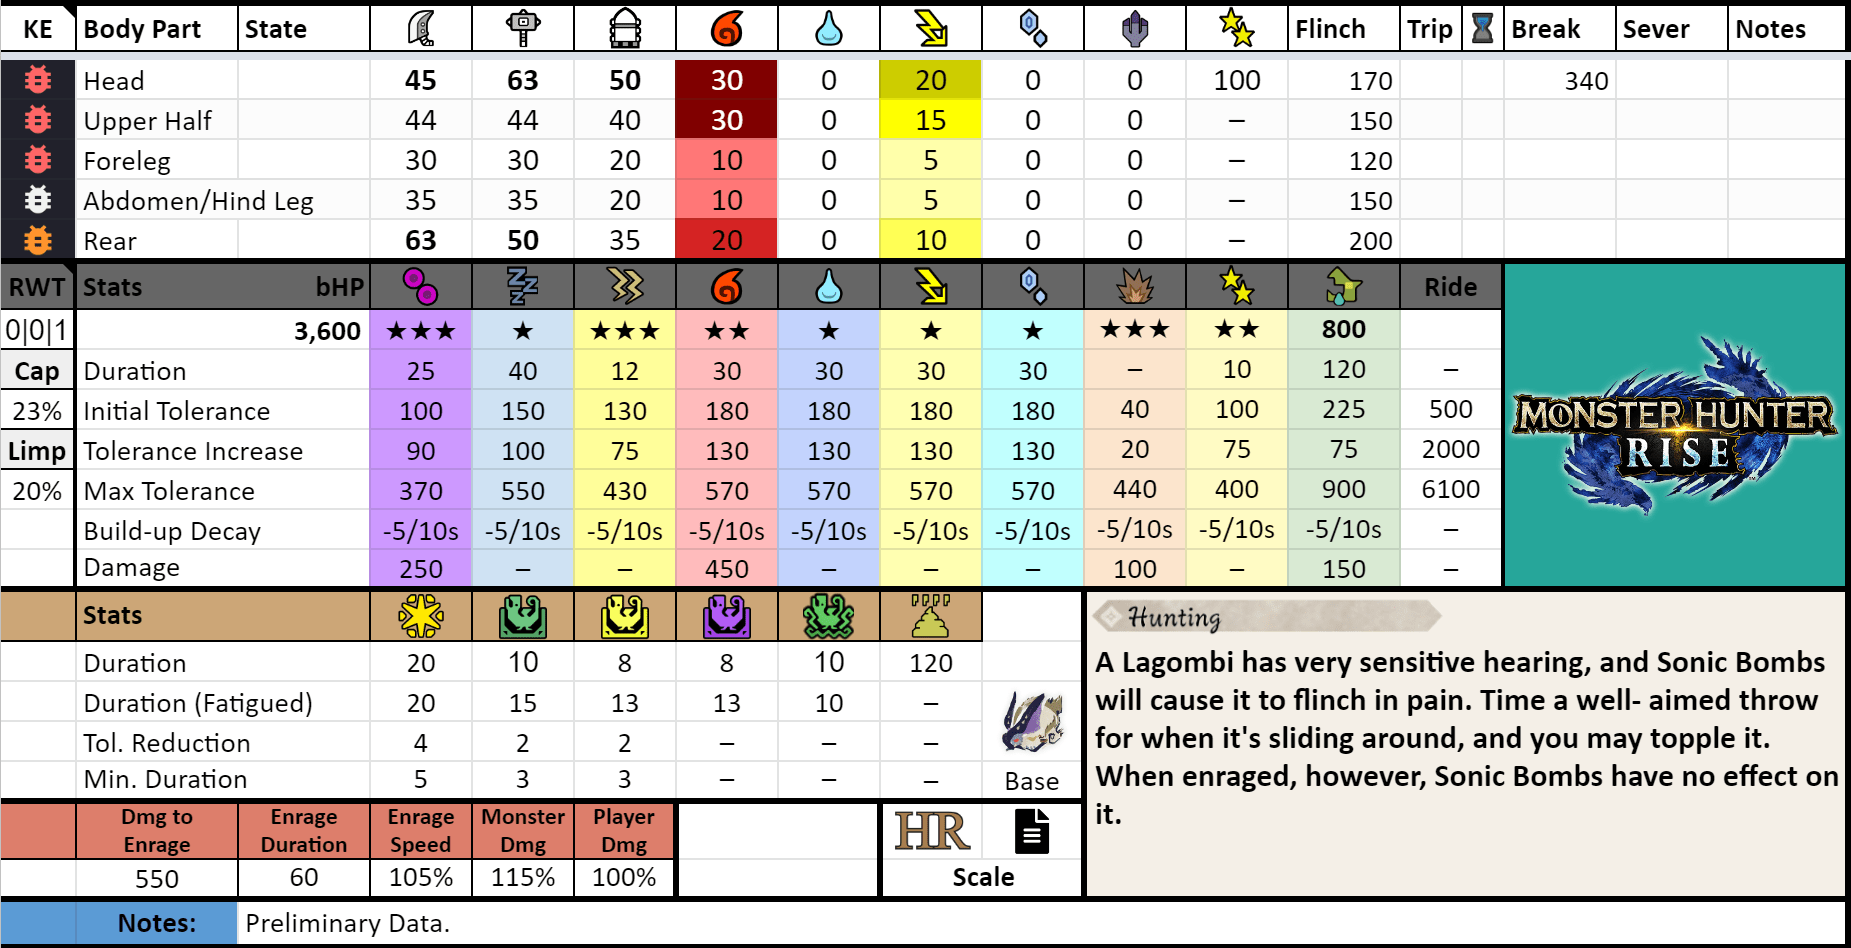 KE Body Part State Flinch Trip Break Sever Notes
Head 45 63 50 30 0 20 0 0 100 170 340
Upper Half 44 44 40 30 0 15 0 0 – 150
Foreleg 30 30 20 10 0 5 0 0 – 120
Abdomen/Hind Leg 35 35 20 10 0 5 0 0 – 150
Rear 63 50 35 20 0 10 0 0 – 200
RWT Stats bHP Ride
0|0|1 3,600 ★★★ ★ ★★★ ★★ ★ ★ ★ ★★★ ★★ 800
Cap Duration 25 40 12 30 30 30 30 – 10 120 –
23% Initial Tolerance 100 150 130 180 180 180 180 40 100 225 500
Limp Tolerance Increase 90 100 75 130 130 130 130 20 75 75 2000
20% Max Tolerance 370 550 430 570 570 570 570 440 400 900 6100
Build-up Decay -5/10s -5/10s -5/10s -5/10s -5/10s -5/10s -5/10s -5/10s -5/10s -5/10s –
Damage 250 – – 450 – – – 100 – 150 –
MONSTER HUNTER
RISE
Stats
Duration 20 10 8 8 10 120
Duration (Fatigued) 20 15 13 13 10 –
Tol. Reduction 4 2 2 – – –
Min. Duration 5 3 3 – – –
Base
Hunting
A Lagombi has very sensitive hearing, and Sonic Bombs
will cause it to flinch in pain. Time a well- aimed throw
for when it's sliding around, and you may topple it.
When enraged, however, Sonic Bombs have no effect on
it.
Dmg to Enrage Enrage Monster Player
Enrage Duration Speed Dmg Dmg
550 60 105% 115% 100%
HR
Scale
Notes: Preliminary Data.